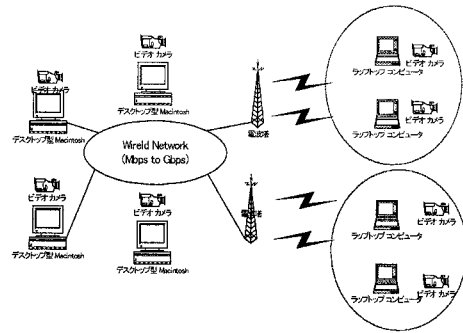 ビデオ カメラ
ビデオ カメラ
デスクトップ型 Macintosh
デスクトップ型 Macintosh
電波塔
ビデオ カメラ
ラップトップ コンピュータ
ビデオ カメラ
ラップトップ コンピュータ
Wireld Network
(Mbps to Gbps)
ビデオ カメラ
デスクトップ型 Macintosh
ビデオ カメラ
デスクトップ型 Macintosh
電波塔
ビデオ カメラ
ラップトップ コンピュータ
ビデオ カメラ
ラップトップ コンピュータ